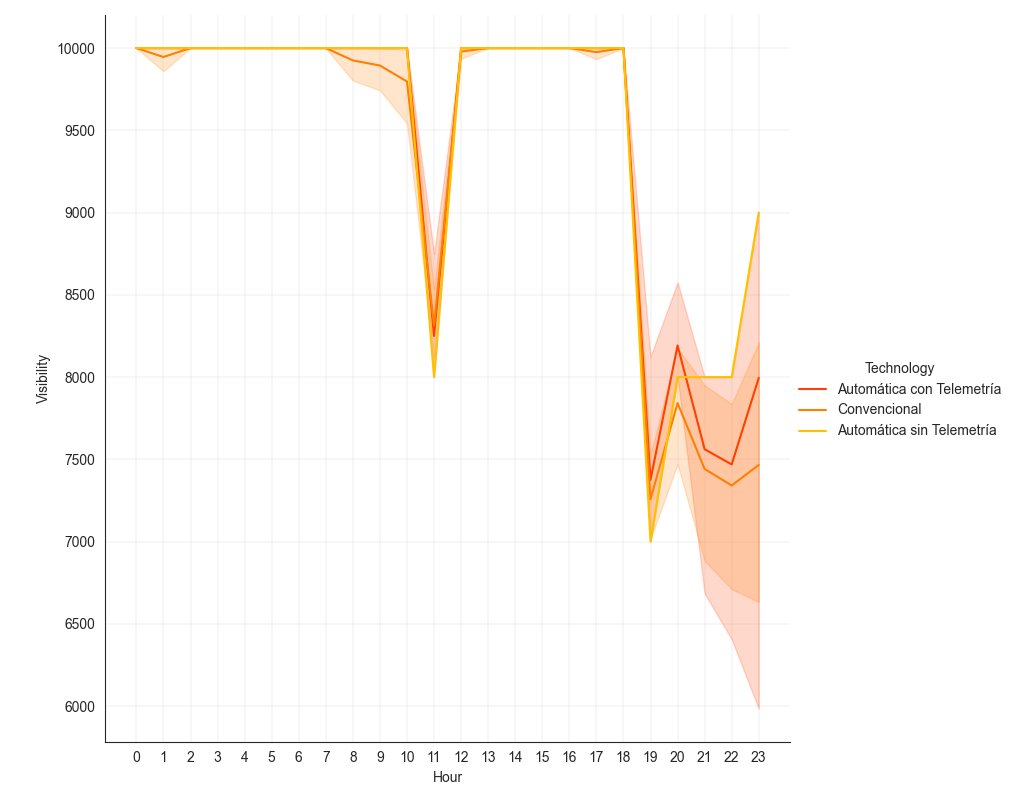 10000
9500
9000
8500
8000
7500
7000
6500
6000
Visibility
0 1 2 3 4 5 6 7 8 9 10 11 12 13 14 15 16 17 18 19 20 21 22 23
Hour
Technology
Automática con Telemetría
Convencional
Automática sin Telemetría